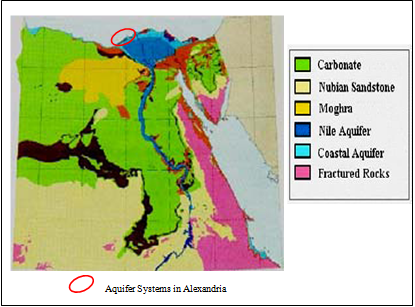 Carbonate
Nubian Sandstone
Moghra
Nile Aquifer
Coastal Aquifer
Fractured Rocks
Aquifer Systems in Alexandria